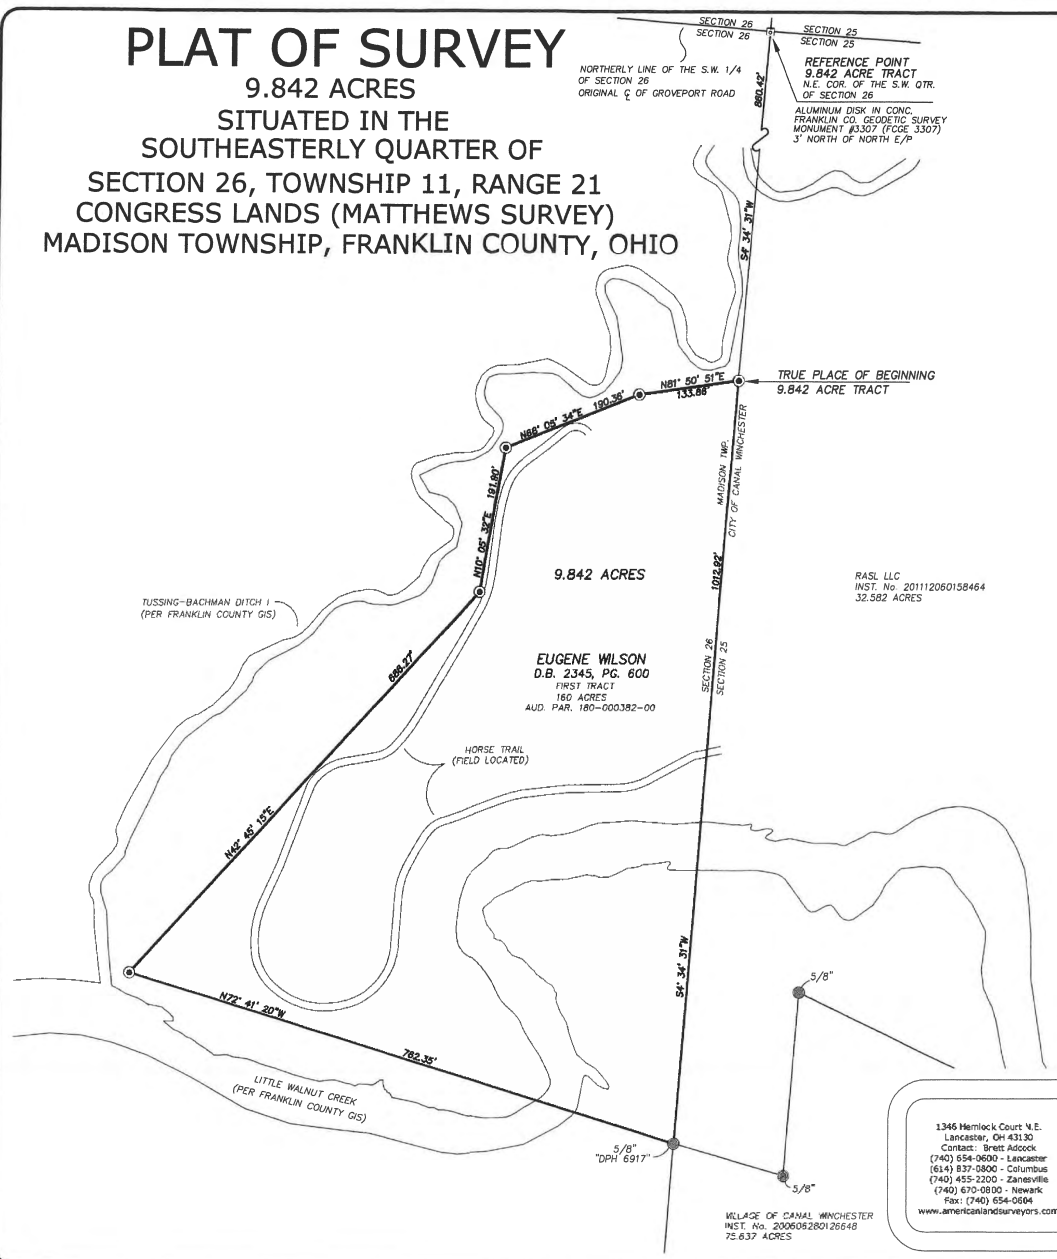 PLAT OF SURVEY
9.842 ACRES
SITUATED IN THE
SOUTHEASTERLY QUARTER OF
SECTION 26, TOWNSHIP 11, RANGE 21
CONGRESS LANDS (MATTHEWS SURVEY)
MADISON TOWNSHIP, FRANKLIN COUNTY, OHIO
SECTION 26
SECTION 26
SECTION 25
SECTION 25
NORTHERLY LINE OF THE S.W. 1/4
OF SECTION 26
ORIGINAL ℄ OF GROVEPORT ROAD
REFERENCE POINT
9.842 ACRE TRACT
N.E. COR. OF THE S.W. QTR.
OF SECTION 26
ALUMINUM DISK IN CONC.
FRANKLIN CO. GEODETIC SURVEY
MONUMENT #3307 (FCGE 3307)
3' NORTH OF NORTH E/P
S4° 34' 31"W
TRUE PLACE OF BEGINNING
9.842 ACRE TRACT
N81° 50' 51"E
133.86'
05' 34"E 190.36'
N10° 05' 32"E 191.80'
MADISON TWP.
CITY OF CANAL WINCHESTER
1012.92'
9.842 ACRES
RASL LLC
INST. No. 201112060158464
32.582 ACRES
TUSSING-BACHMAN DITCH 1
(PER FRANKLIN COUNTY GIS)
EUGENE WILSON
D.B. 2345, PG. 600
FIRST TRACT
160 ACRES
AUD. PAR. 180-000382-00
SECTION 26
SECTION 25
HORSE TRAIL
(FIELD LOCATED)
N42° 45' 15"E
S4° 34' 31"W
N72° 41' 20"W
762.35'
5/8"
LITTLE WALNUT CREEK
(PER FRANKLIN COUNTY GIS)
5/8"
"DPH 6917"
5/8"
VILLAGE OF CANAL WINCHESTER
INST. No. 200606280126648
75.637 ACRES
1346 Hemlock Court N.E.
Lancaster, OH 43130
Contact: Brett Adcock
(740) 654-0600 - Lancaster
(614) 837-0800 - Columbus
(740) 455-2200 - Zanesville
(740) 670-0800 - Newark
Fax: (740) 654-0604
www.americanlandsurveyors.com